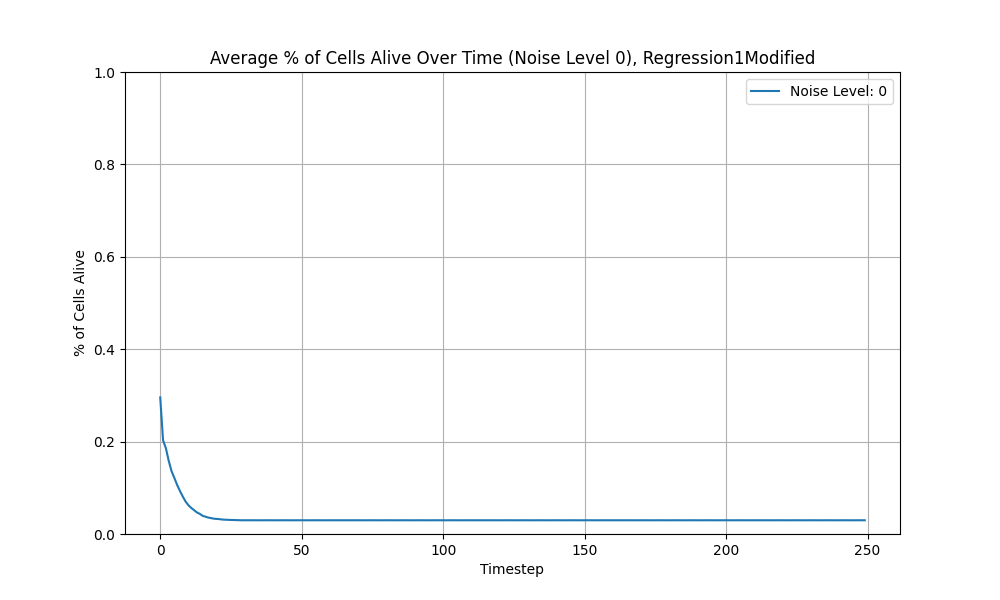 Average % of Cells Alive Over Time (Noise Level 0), Regression1Modified
1.0
0.8
0.6
0.4
0.2
0.0
% of Cells Alive
Noise Level: 0
0 50 100 150 200 250
Timestep